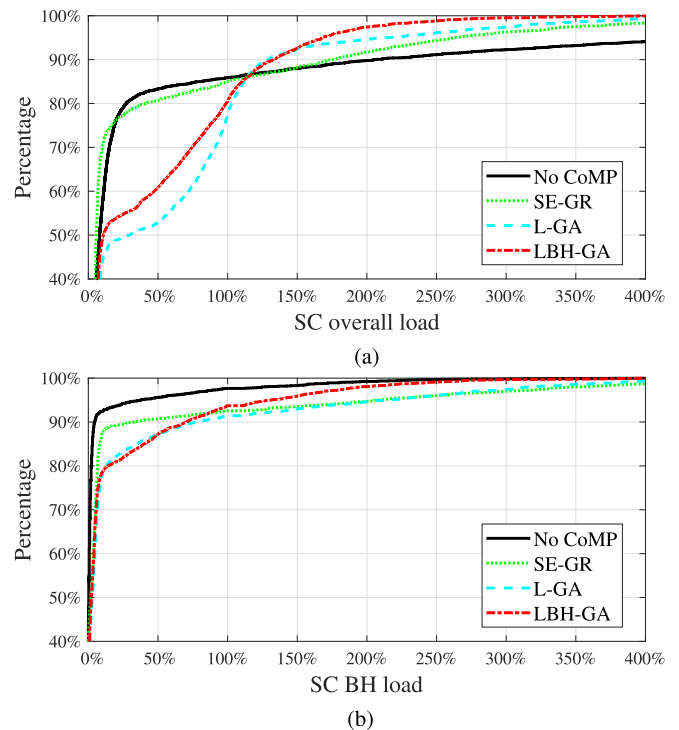 100%
90%
80%
70%
60%
50%
40%
Percentage
No CoMP
SE-GR
L-GA
LBH-GA
0% 50% 100% 150% 200% 250% 300% 350% 400%
SC overall load
(a)
100%
90%
80%
70%
60%
50%
40%
Percentage
No CoMP
SE-GR
L-GA
LBH-GA
0% 50% 100% 150% 200% 250% 300% 350% 400%
SC BH load
(b)